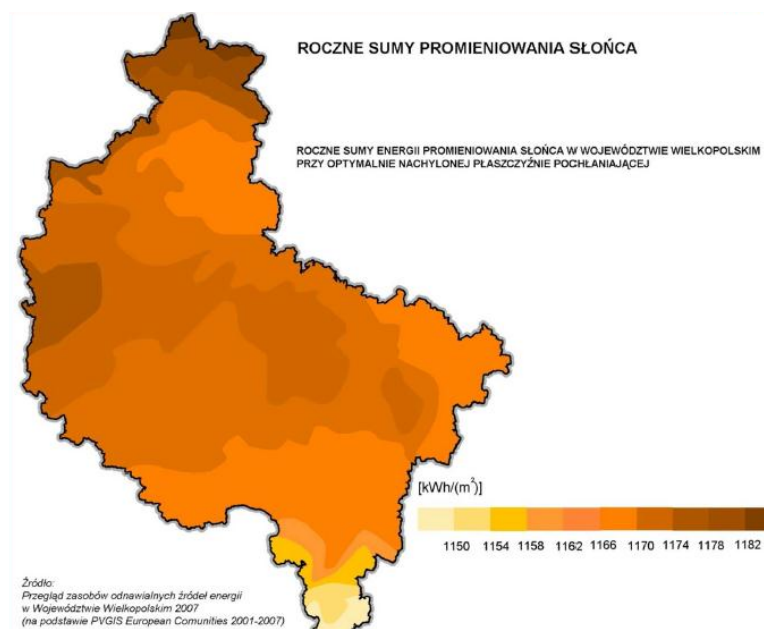 ROCZNE SUMY PROMIENIOWANIA SŁOŃCA
ROCZNE SUMY ENERGII PROMIENIOWANIA SŁOŃCA W WOJEWÓDZTWIE WIELKOPOLSKIM
PRZY OPTYMALNIE NACHYLONEJ PŁASZCZYŹNIE POCHŁANIAJĄCEJ
[kWh/(m²)]
1150 1154 1158 1162 1166 1170 1174 1178 1182
Źródło:
Przegląd zasobów odnawialnych źródeł energii
w Województwie Wielkopolskim 2007
(na podstawie PVGIS European Comunities 2001-2007)